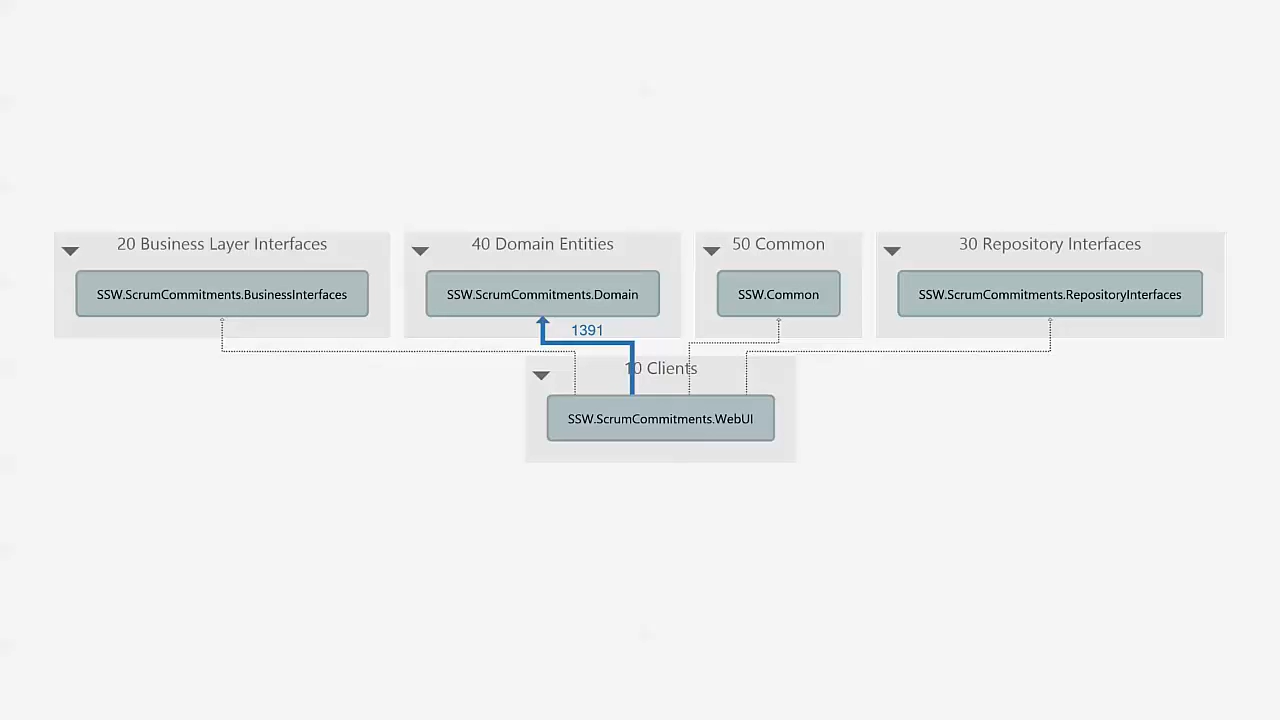 20 Business Layer Interfaces
40 Domain Entities
50 Common
30 Repository Interfaces
SSW.ScrumCommitments.BusinessInterfaces
SSW.ScrumCommitments.Domain
SSW.Common
SSW.ScrumCommitments.RepositoryInterfaces
1391
10 Clients
SSW.ScrumCommitments.WebUI